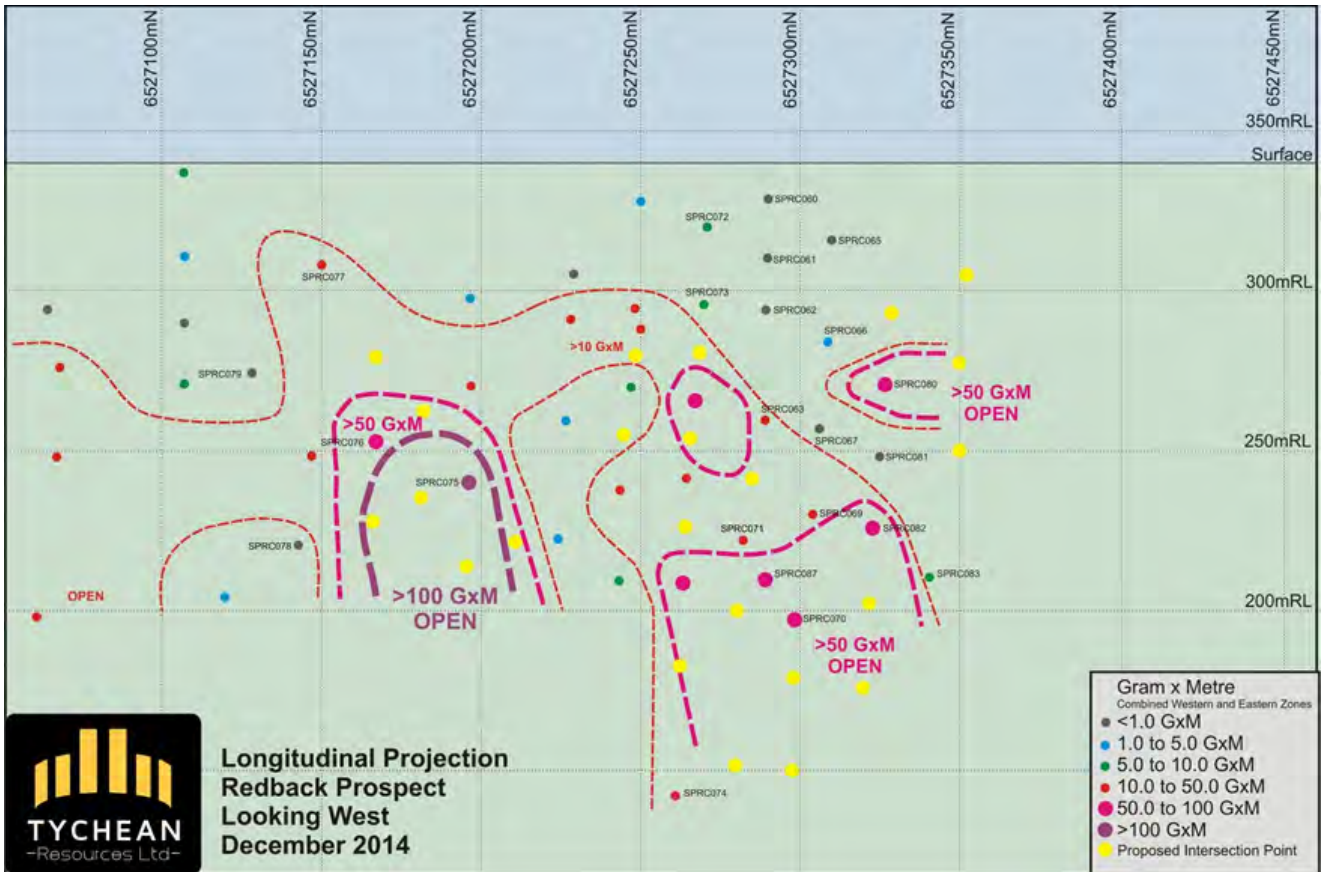 6527100mN
6527150mN
6527200mN
6527250mN
6527300mN
6527350mN
6527400mN
6527450mN
350mRL
Surface
SPRC060
SPRC072
SPRC065
SPRC061
SPRC077
300mRL
SPRC073
SPRC062
SPRC066
>10 GxM
SPRC079
SPRC080
>50 GxM
OPEN
SPRC063
>50 GxM
SPRC067
SPRC076
250mRL
SPRC081
SPRC075
SPRC069
SPRC082
SPRC071
SPRC078
SPRC087
SPRC083
OPEN
>100 GxM
OPEN
200mRL
SPRC070
>50 GxM
OPEN
SPRC074
Gram x Metre
Combined Western and Eastern Zones
<1.0 GxM
1.0 to 5.0 GxM
5.0 to 10.0 GxM
10.0 to 50.0 GxM
50.0 to 100 GxM
>100 GxM
Proposed Intersection Point
TYCHEAN
-Resources Ltd-
Longitudinal Projection
Redback Prospect
Looking West
December 2014